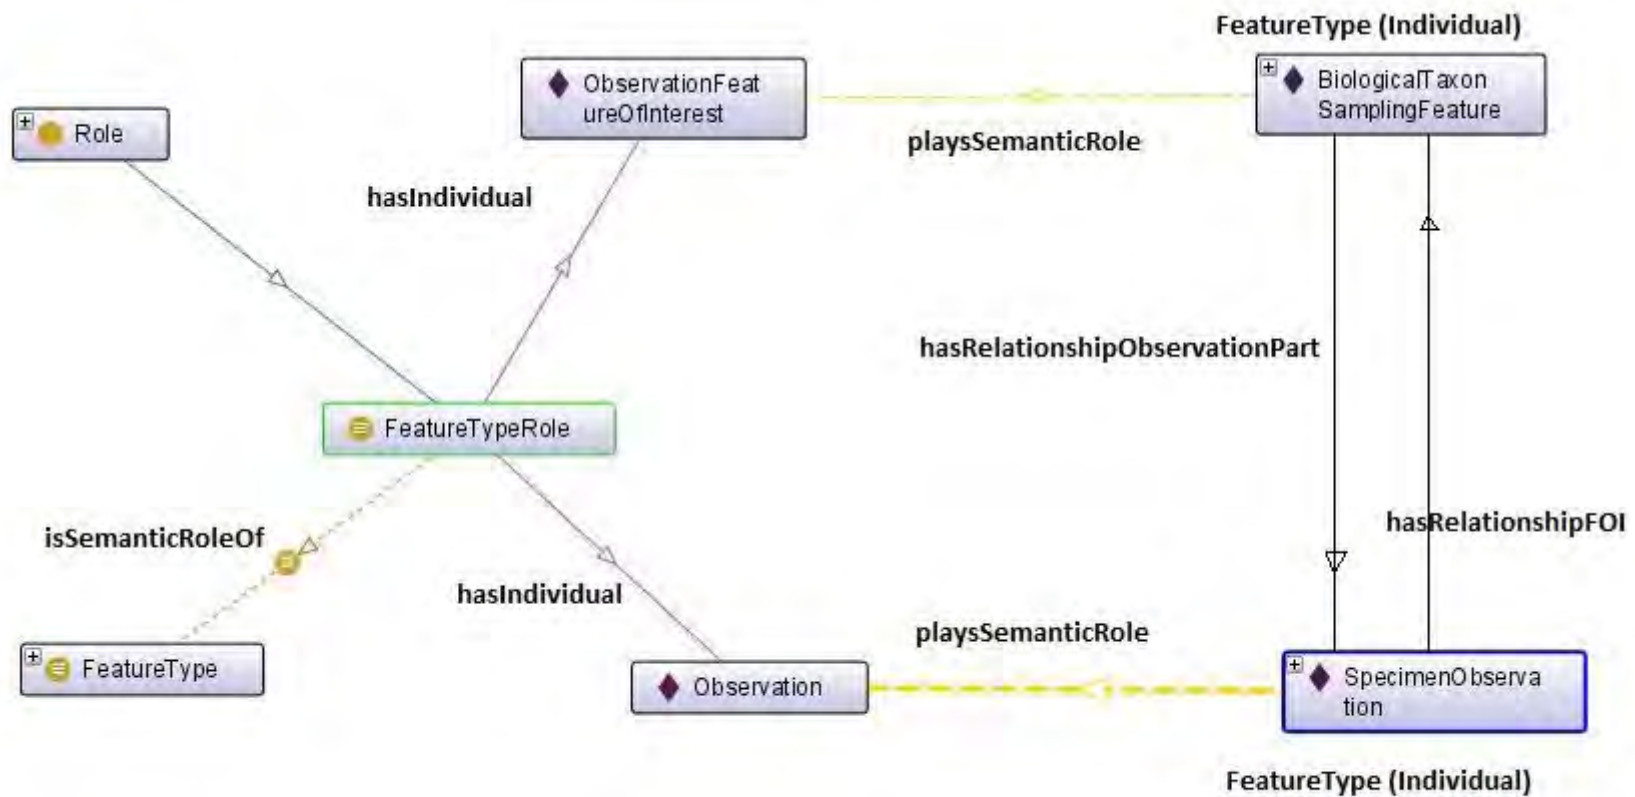 FeatureType (Individual)
ObservationFeat
ureOfInterest
BiologicalTaxon
SamplingFeature
Role
playsSemanticRole
hasIndividual
hasRelationshipObservationPart
FeatureTypeRole
hasRelationshipFOI
isSemanticRoleOf
hasIndividual
playsSemanticRole
FeatureType
Observation
SpecimenObserva
tion
FeatureType (Individual)